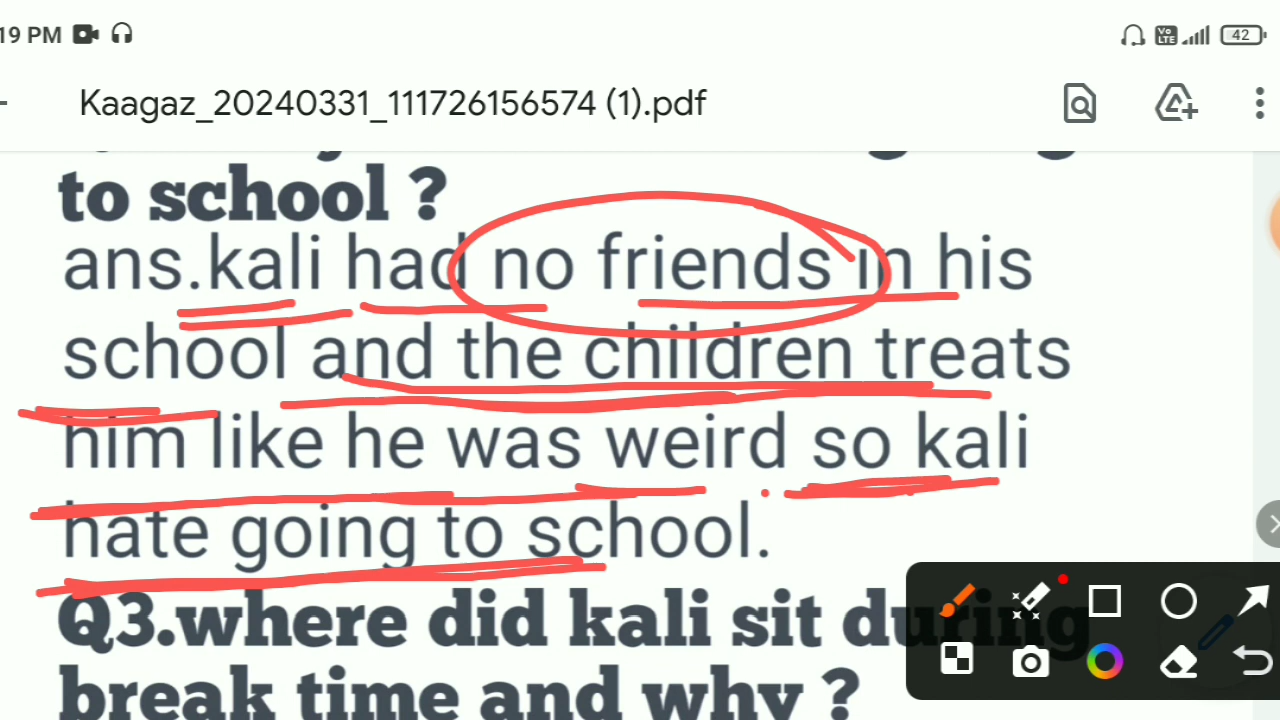 19 PM
Vo LTE 42
Kaagaz_20240331_111726156574 (1).pdf
to school ?
ans.kali had no friends in his
school and the children treats
him like he was weird so kali
hate going to school.
Q3.where did kali sit during
break time and why ?